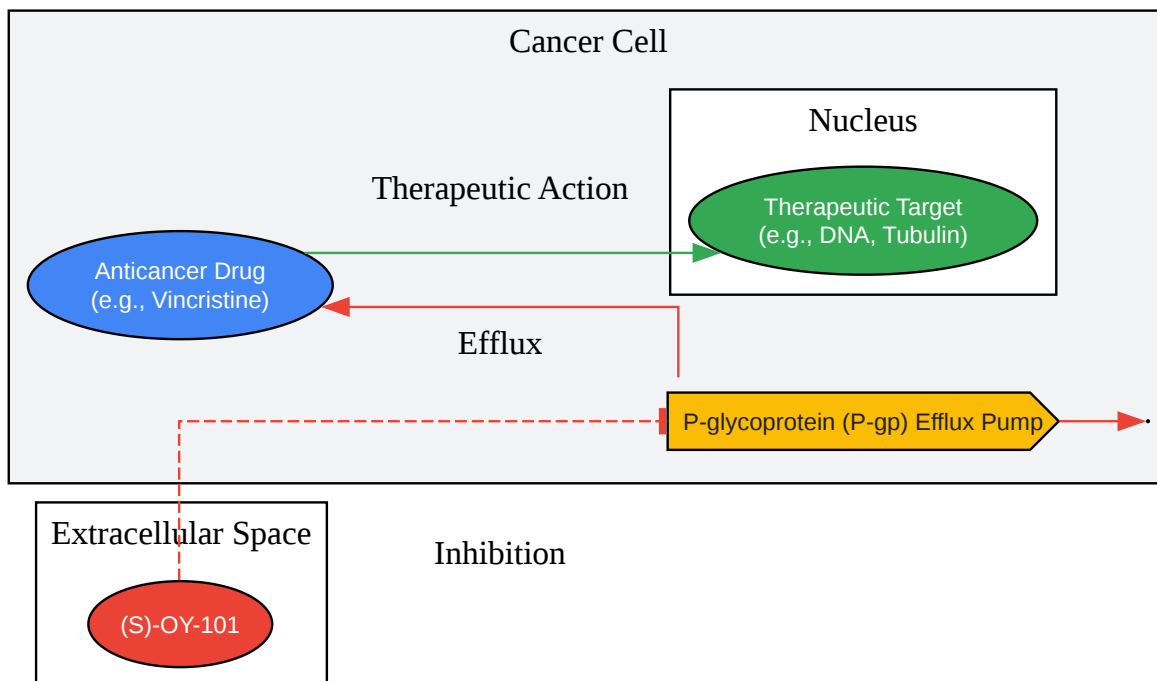 Cancer Cell
Nucleus
Therapeutic Action
Therapeutic Target
(e.g., DNA, Tubulin)
Anticancer Drug
(e.g., Vincristine)
Efflux
P-glycoprotein (P-gp) Efflux Pump
Extracellular Space
Inhibition
(S)-OY-101